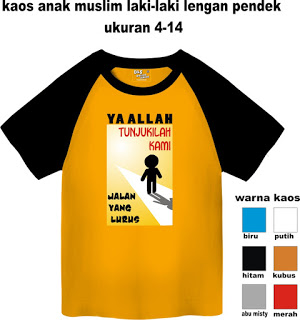 kaos anak muslim laki-laki lengan pendek
ukuran 4-14
YA ALLAH
TUNJUKILAH
KAMI
JALAN
YANG
LURUS
warna kaos
biru putih
hitam kubus
abu misty merah